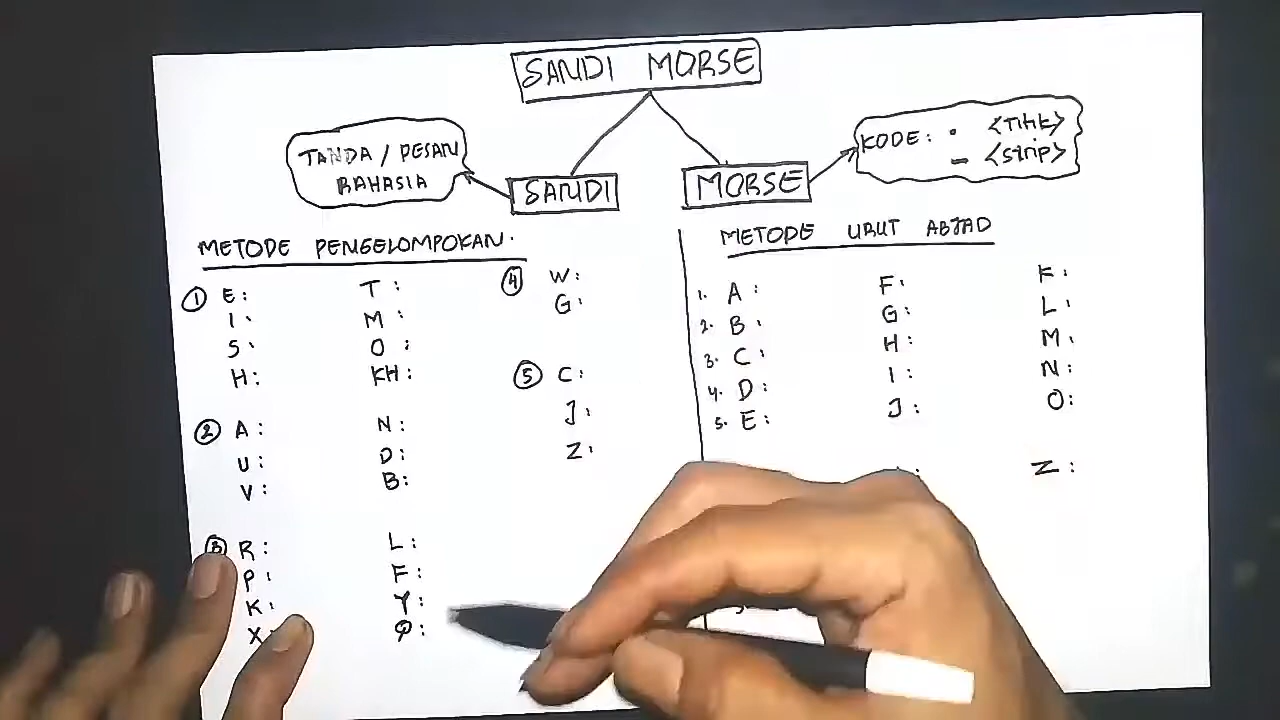 SANDI MORSE
TANDA / PESAN
RAHASIA
SANDI
MORSE
KODE: • <Titik>
— <Strip>
METODE PENGELOMPOKAN.
① E: T:
I: M:
S: O:
H: KH:
② A: N:
U: D:
V: B:
③ R: L:
P: F:
K: Y:
X: Q:
④ W:
G:
⑤ C:
J:
Z:
METODE URUT ABJAD
1. A: F: K:
2. B: G: L:
3. C: H: M:
4. D: I: N:
5. E: J: O:
Z: